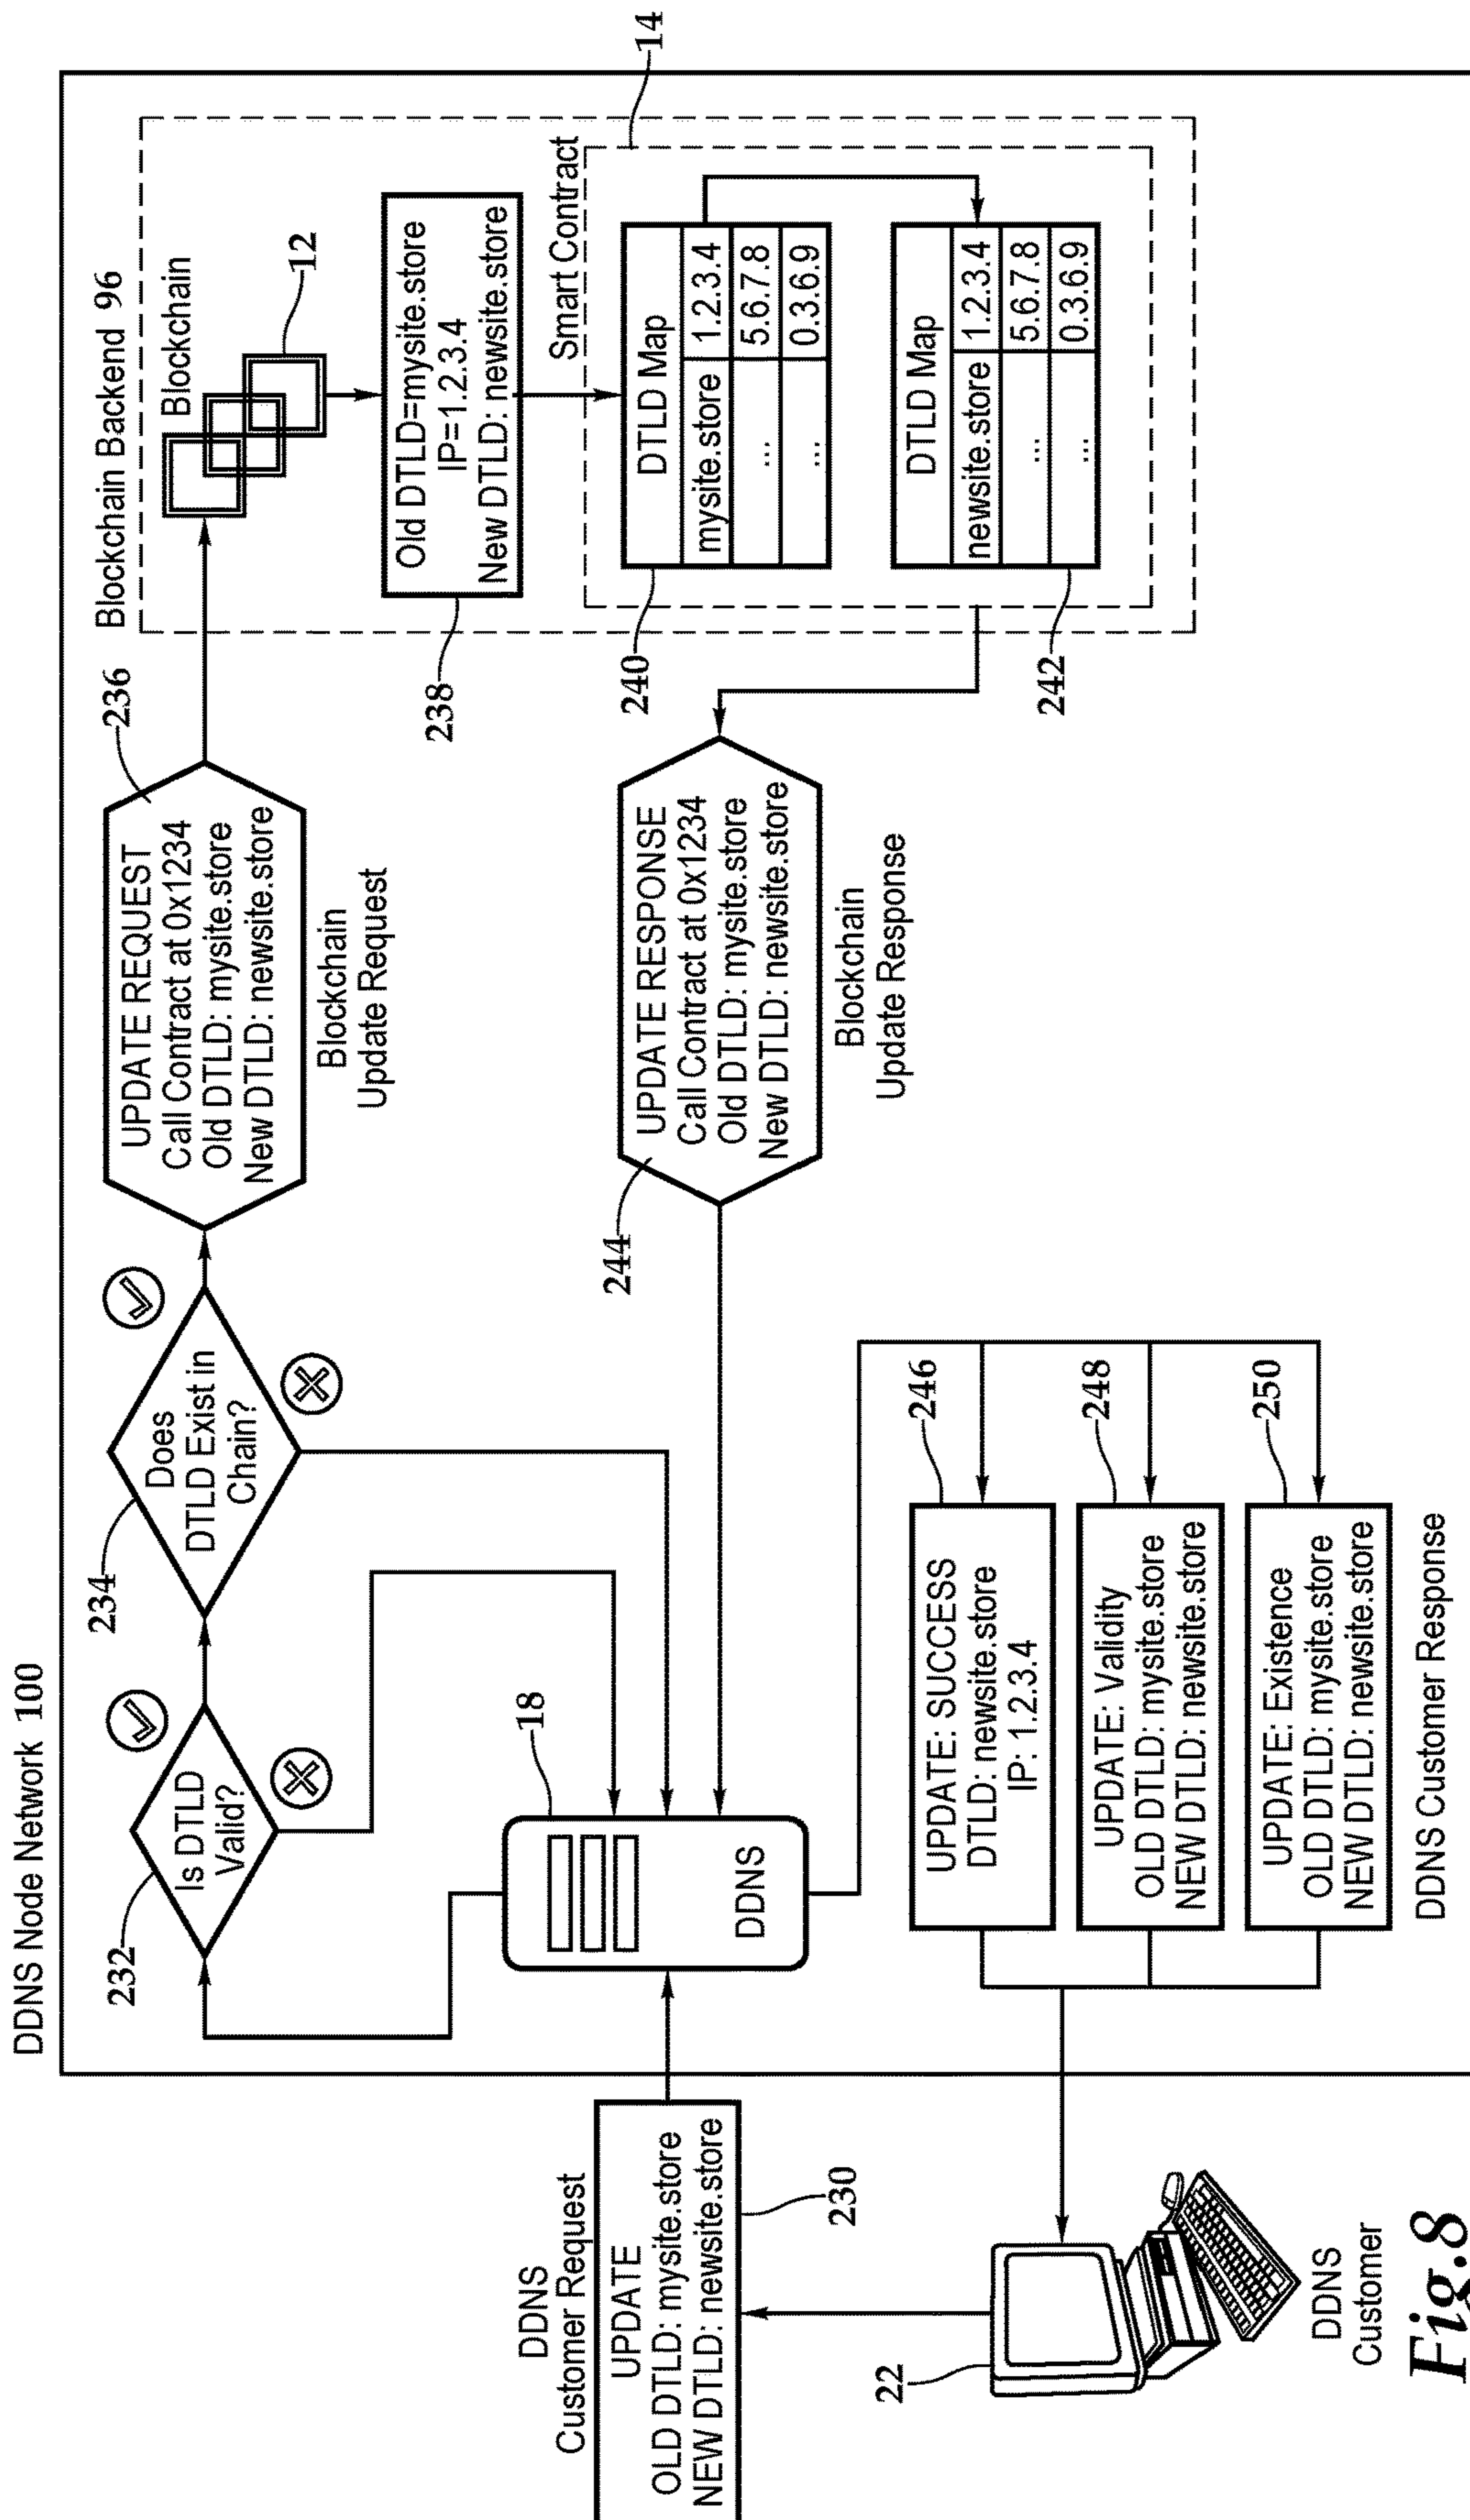 DDNS Node Network 100
Blockchain Backend 96
232
Is DTLD
Valid?
234
Does
DTLD Exist in
Chain?
236
UPDATE REQUEST
Call Contract at 0x1234
Old DTLD: mysite.store
New DTLD: newsite.store
Blockchain
Update Request
Blockchain
12
Old DTLD=mysite.store
IP=1.2.3.4
New DTLD: newsite.store
238
Smart Contract
14
DTLD Map
mysite.store 1.2.3.4
... 5.6.7.8
... 0.3.6.9
240
DTLD Map
newsite.store 1.2.3.4
... 5.6.7.8
... 0.3.6.9
242
UPDATE RESPONSE
Call Contract at 0x1234
Old DTLD: mysite.store
New DTLD: newsite.store
244
Blockchain
Update Response
18
DDNS
DDNS
Customer Request
UPDATE
OLD DTLD: mysite.store
NEW DTLD: newsite.store
230
246
UPDATE: SUCCESS
DTLD: newsite.store
IP: 1.2.3.4
248
UPDATE: Validity
OLD DTLD: mysite.store
NEW DTLD: newsite.store
250
UPDATE: Existence
OLD DTLD: mysite.store
NEW DTLD: newsite.store
DDNS Customer Response
22
DDNS
Customer
Fig.8